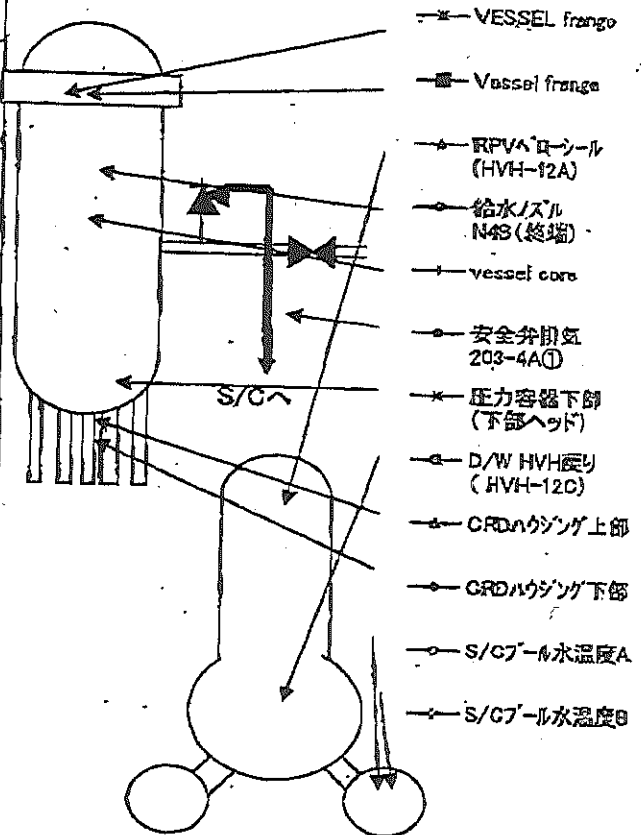 VESSEL frange
Vessel frange
RPVベローシール
(HVH-12A)
給水ノズル
N4B(終端)
vessel core
安全弁排気
203-4A①
圧力容器下部
(下部ヘッド)
D/W HVH戻り
(HVH-12C)
CRDハウジング上部
CRDハウジング下部
S/Cプール水温度A
S/Cプール水温度B
S/Cへ